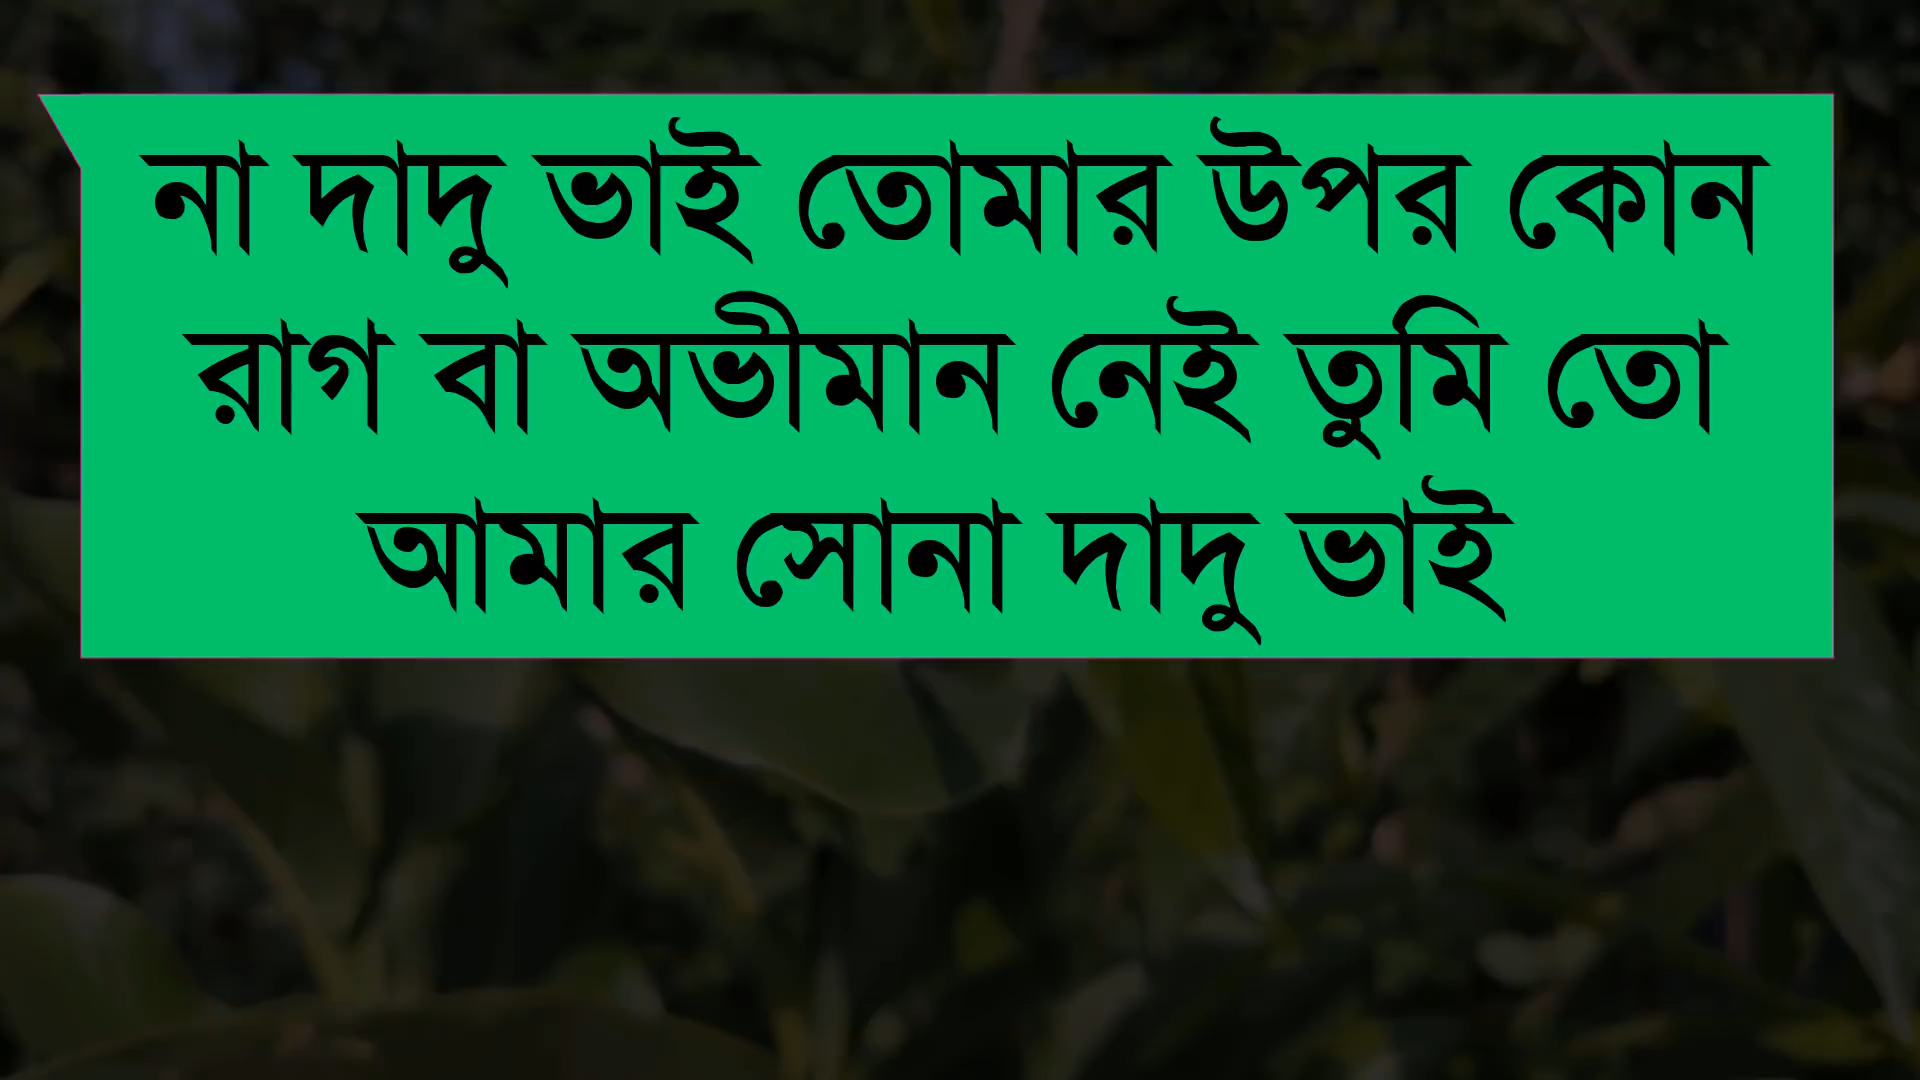 না দাদু ভাই তোমার উপর কোন
রাগ বা অভীমান নেই তুমি তো
আমার সোনা দাদু ভাই